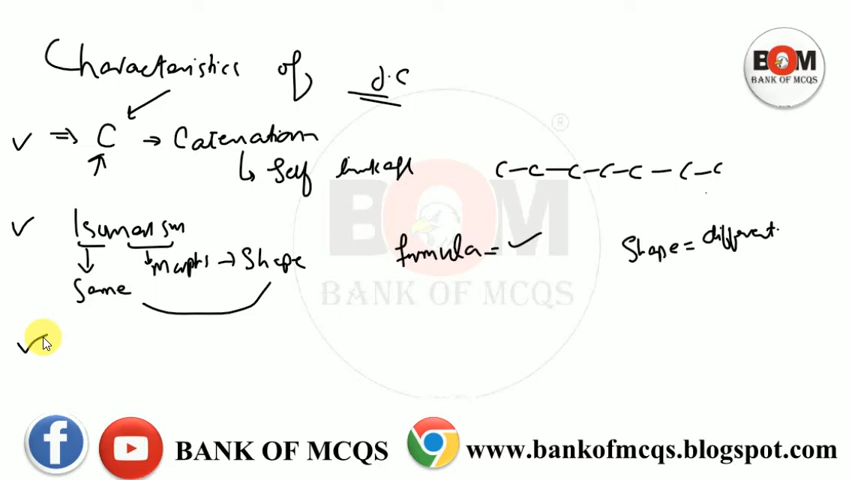 Characteristics of O.C
BOM
BANK OF MCQS
⇒ C → Catenation
↳ Self linkage
C-C-C-C-C-C-C
®
Isomerism
formula = ✓
Shape = different
morphs → Shape
Same
BOM
BANK OF MCQS
BANK OF MCQS
www.bankofmcqs.blogspot.com